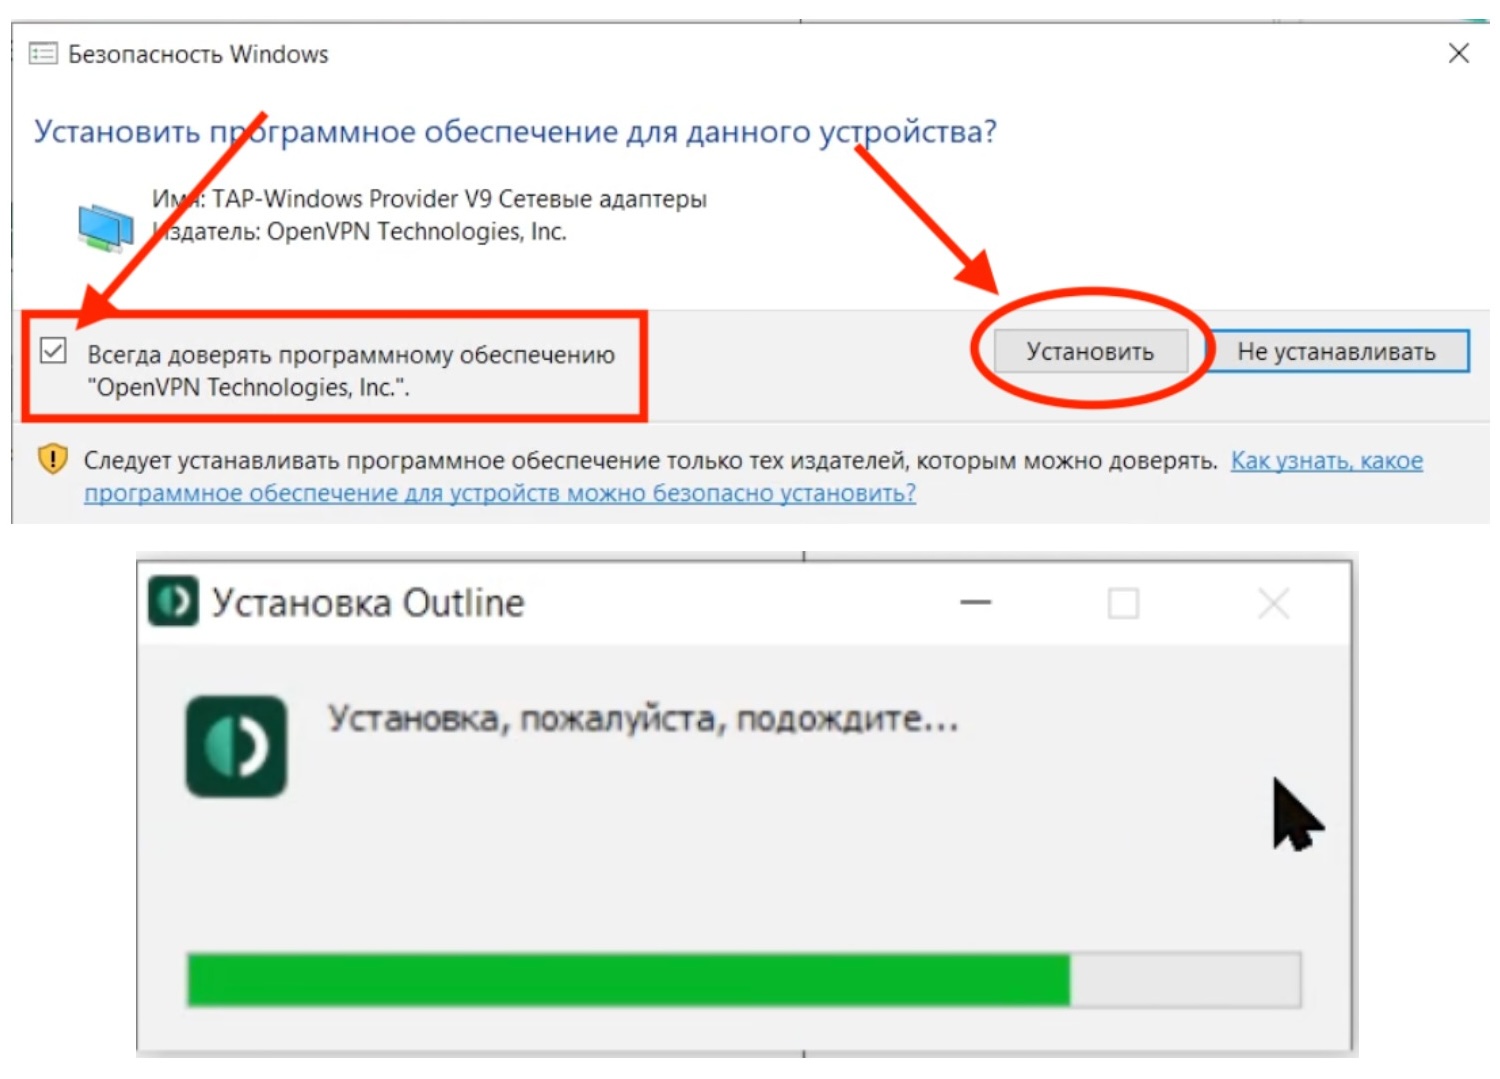 Безопасность Windows
Установить программное обеспечение для данного устройства?
Имя: TAP-Windows Provider V9 Сетевые адаптеры
Издатель: OpenVPN Technologies, Inc.
Всегда доверять программному обеспечению
"OpenVPN Technologies, Inc.".
Установить
Не устанавливать
Следует устанавливать программное обеспечение только тех издателей, которым можно доверять. Как узнать, какое
программное обеспечение для устройств можно безопасно установить?
Установка Outline
Установка, пожалуйста, подождите...